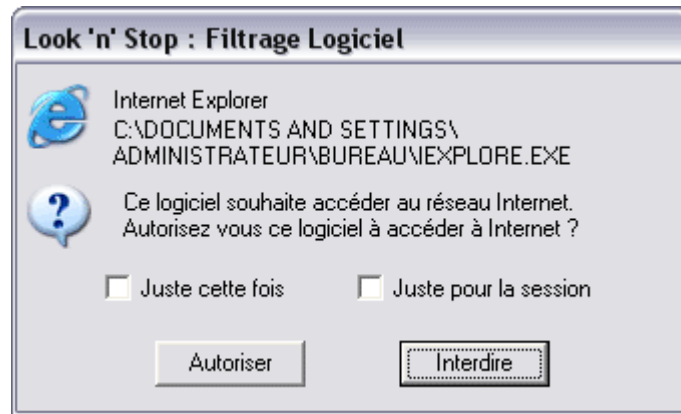 Look 'n' Stop : Filtrage Logiciel
Internet Explorer
C:\DOCUMENTS AND SETTINGS\
ADMINISTRATEUR\BUREAU\IEXPLORE.EXE
Ce logiciel souhaite accéder au réseau Internet.
Autorisez vous ce logiciel à accéder à Internet ?
Juste cette fois
Juste pour la session
Autoriser
Interdire